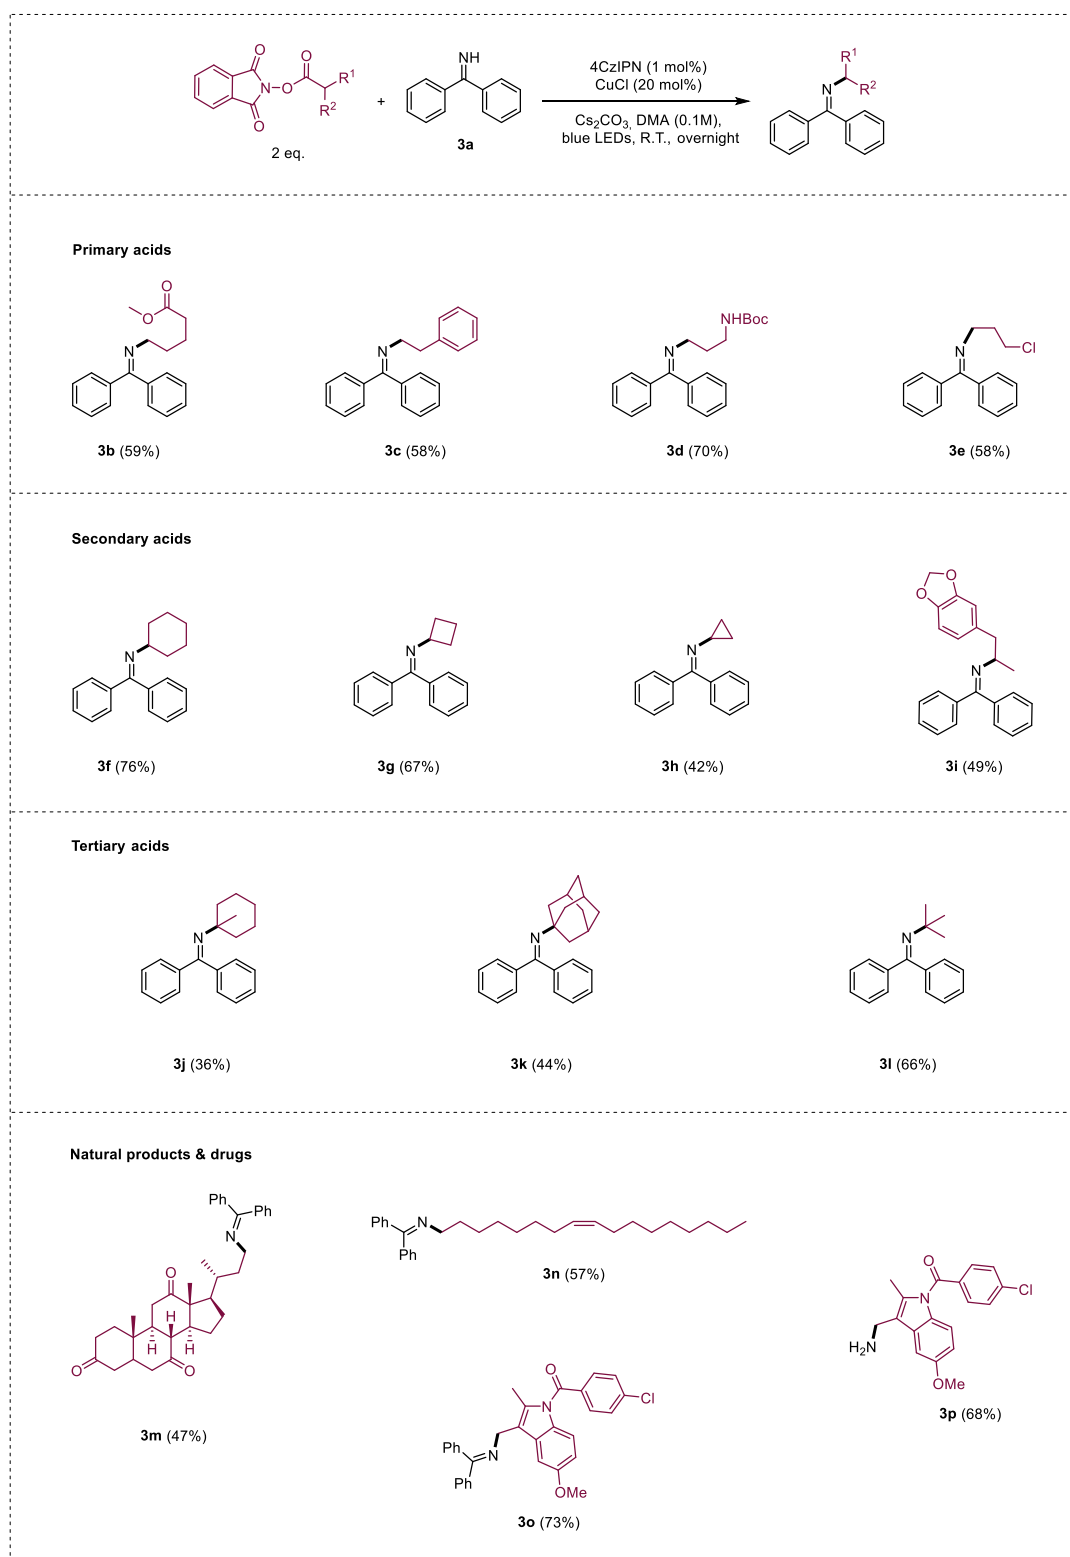 O
O
N
O
O
R¹
R²
O
2 eq.
+
NH
3a
4CzIPN (1 mol%)
CuCl (20 mol%)
Cs₂CO₃, DMA (0.1M),
blue LEDs, R.T., overnight
R¹
N
R²
Primary acids
O
O
N
3b (59%)
N
3c (58%)
NHBoc
N
3d (70%)
N
Cl
3e (58%)
Secondary acids
N
3f (76%)
N
3g (67%)
N
3h (42%)
O
O
N
3i (49%)
Tertiary acids
N
3j (36%)
N
3k (44%)
N
3l (66%)
Natural products & drugs
Ph
Ph
N
O
H
H
H
O
O
3m (47%)
Ph
N
Ph
3n (57%)
O
N
Cl
Ph
N
Ph
OMe
3o (73%)
O
N
Cl
H₂N
OMe
3p (68%)